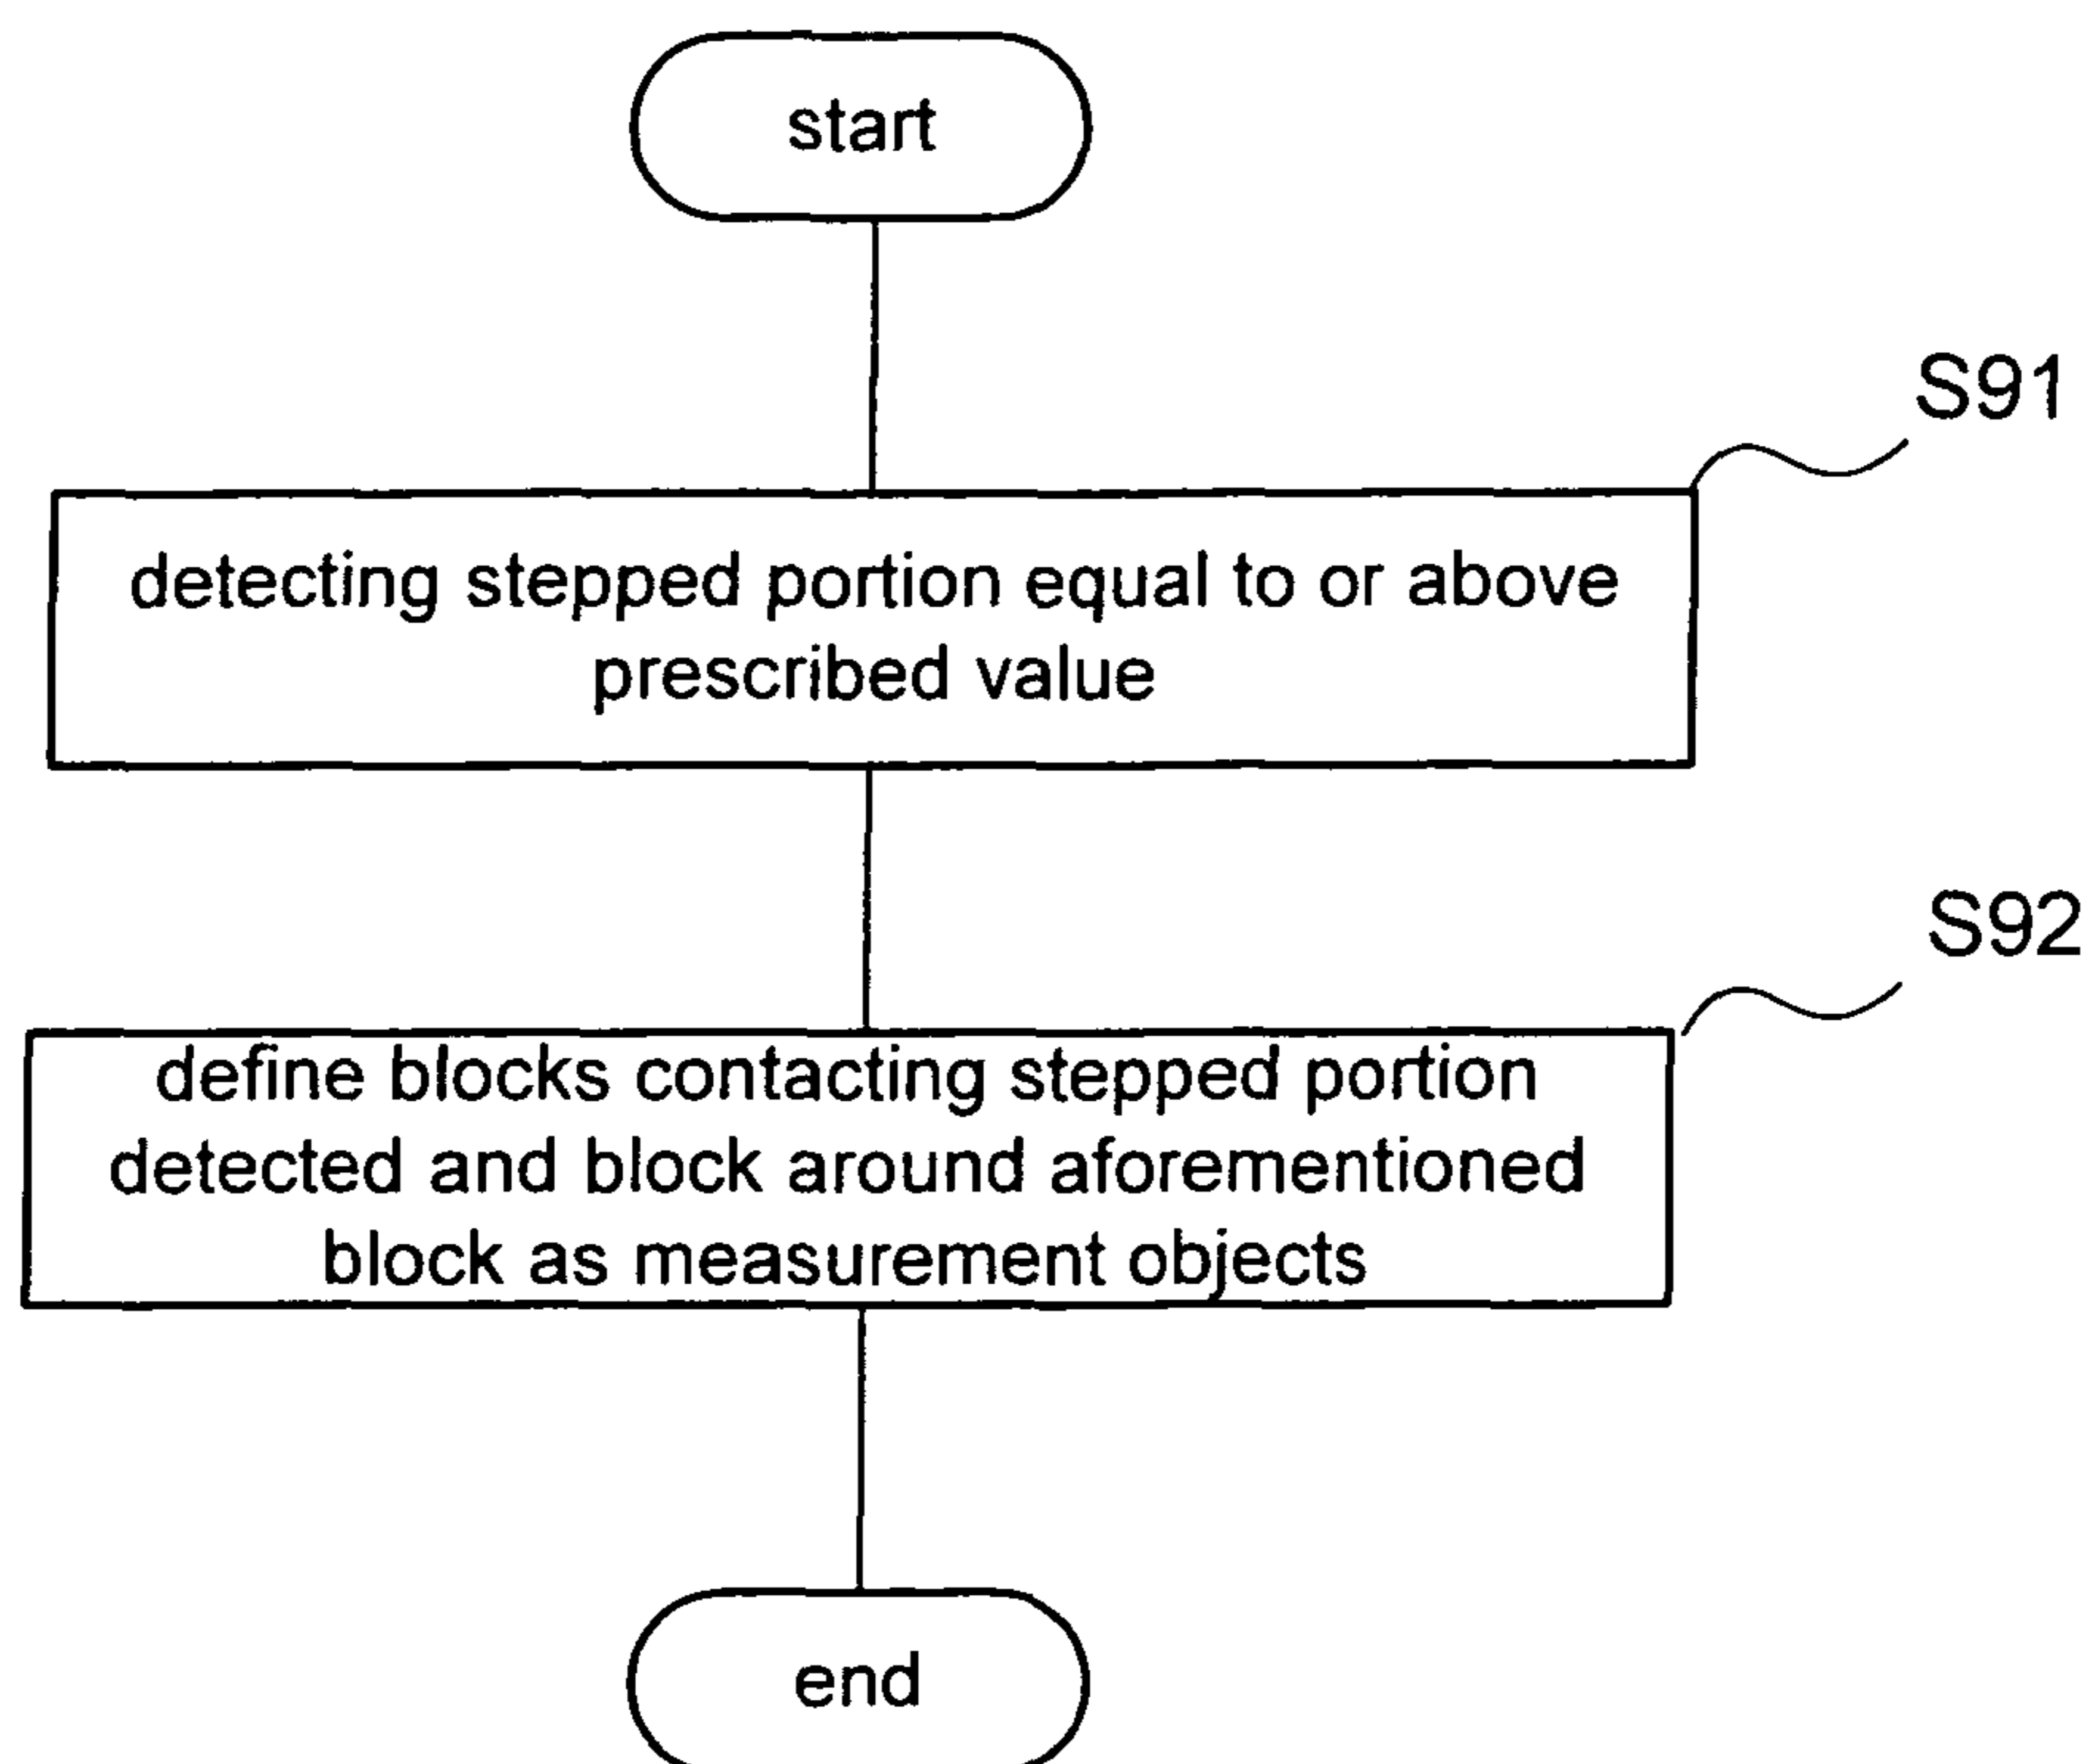 start
S91
detecting stepped portion equal to or above
prescribed value
S92
define blocks contacting stepped portion
detected and block around aforementioned
block as measurement objects
end